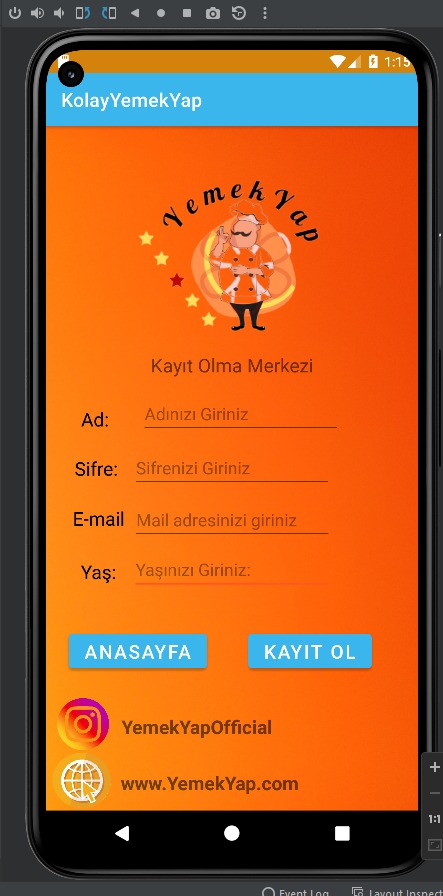 1:15
KolayYemekYap
YemekYap
Kayıt Olma Merkezi
Ad: Adınızı Giriniz
Sifre: Sifrenizi Giriniz
E-mail Mail adresinizi giriniz
Yaş: Yaşınızı Giriniz:
ANASAYFA KAYIT OL
YemekYapOfficial
www.YemekYap.com
1:1
Event Log Layout Inspect